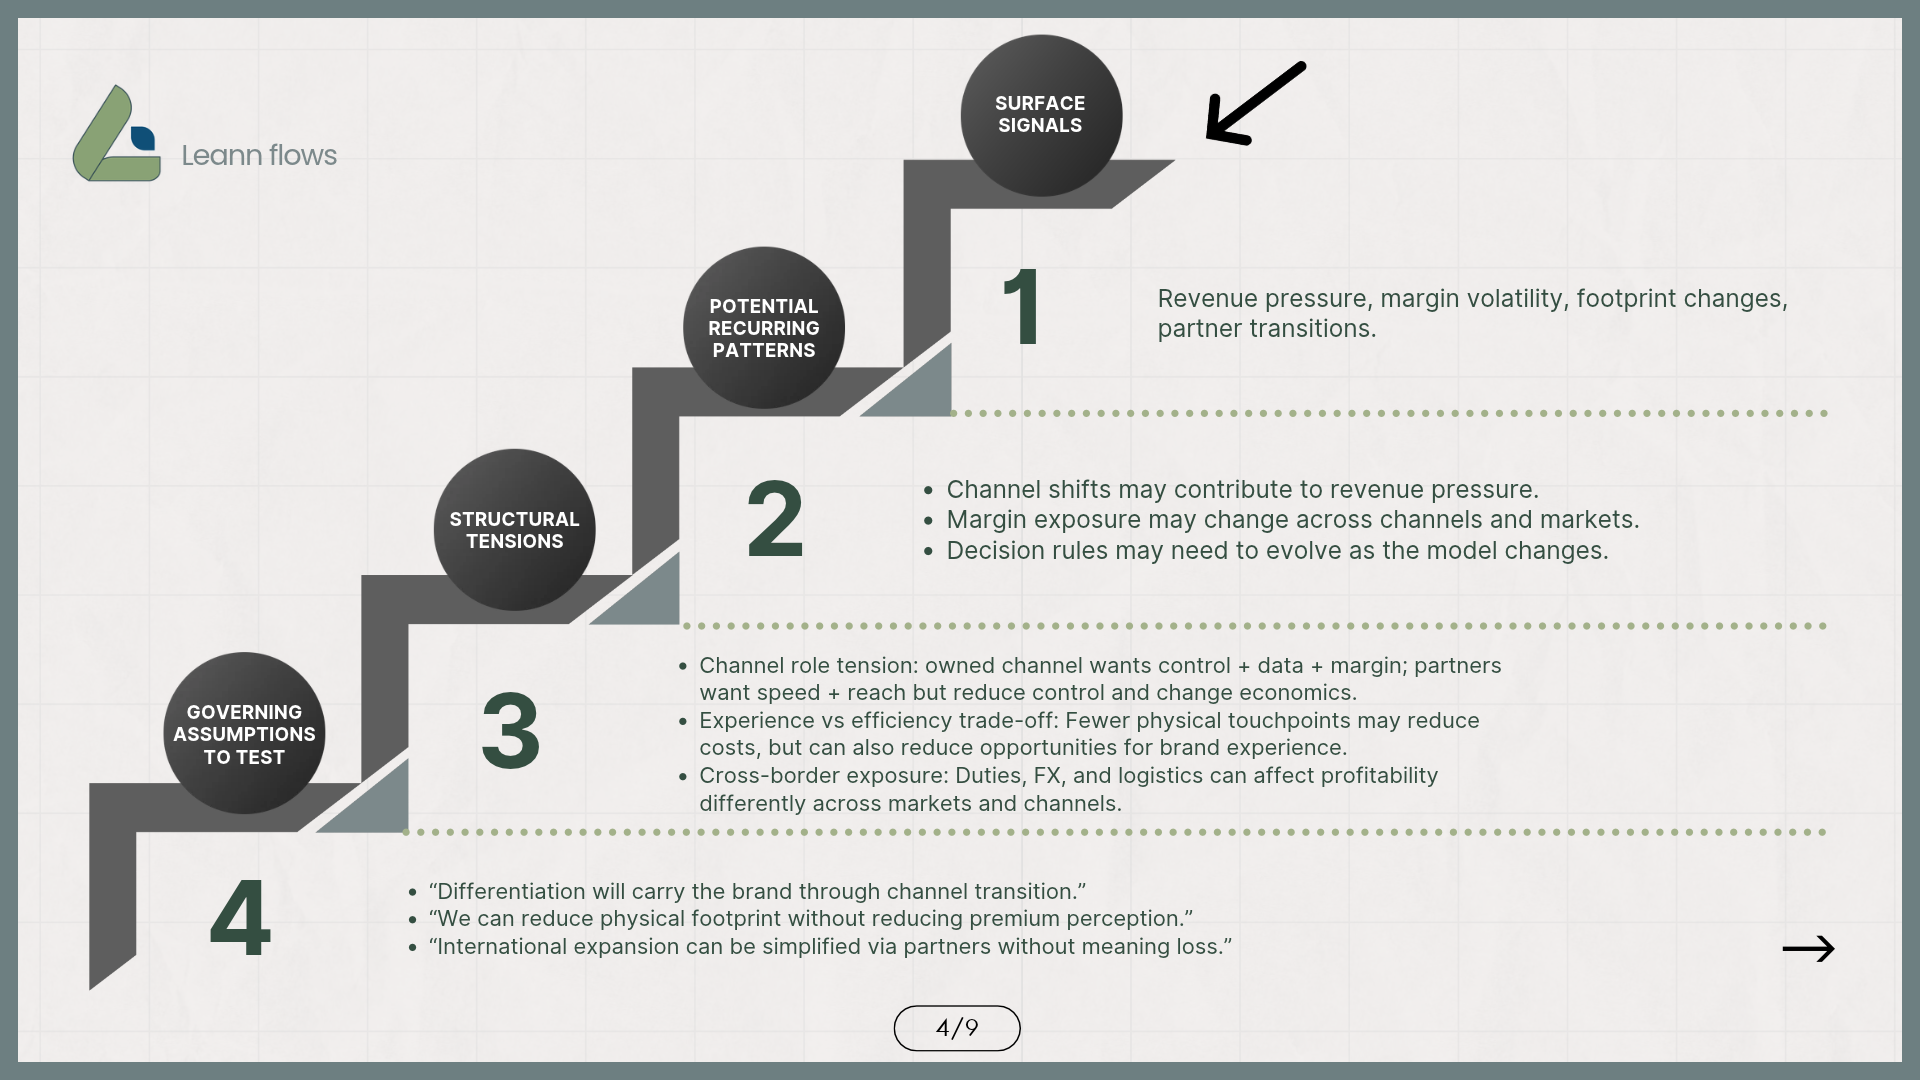 Leann flows
SURFACE
SIGNALS
1
Revenue pressure, margin volatility, footprint changes,
partner transitions.
POTENTIAL
RECURRING
PATTERNS
2
• Channel shifts may contribute to revenue pressure.
• Margin exposure may change across channels and markets.
• Decision rules may need to evolve as the model changes.
STRUCTURAL
TENSIONS
3
• Channel role tension: owned channel wants control + data + margin; partners
want speed + reach but reduce control and change economics.
• Experience vs efficiency trade-off: Fewer physical touchpoints may reduce
costs, but can also reduce opportunities for brand experience.
• Cross-border exposure: Duties, FX, and logistics can affect profitability
differently across markets and channels.
GOVERNING
ASSUMPTIONS
TO TEST
4
• “Differentiation will carry the brand through channel transition.”
• “We can reduce physical footprint without reducing premium perception.”
• “International expansion can be simplified via partners without meaning loss.”
4/9